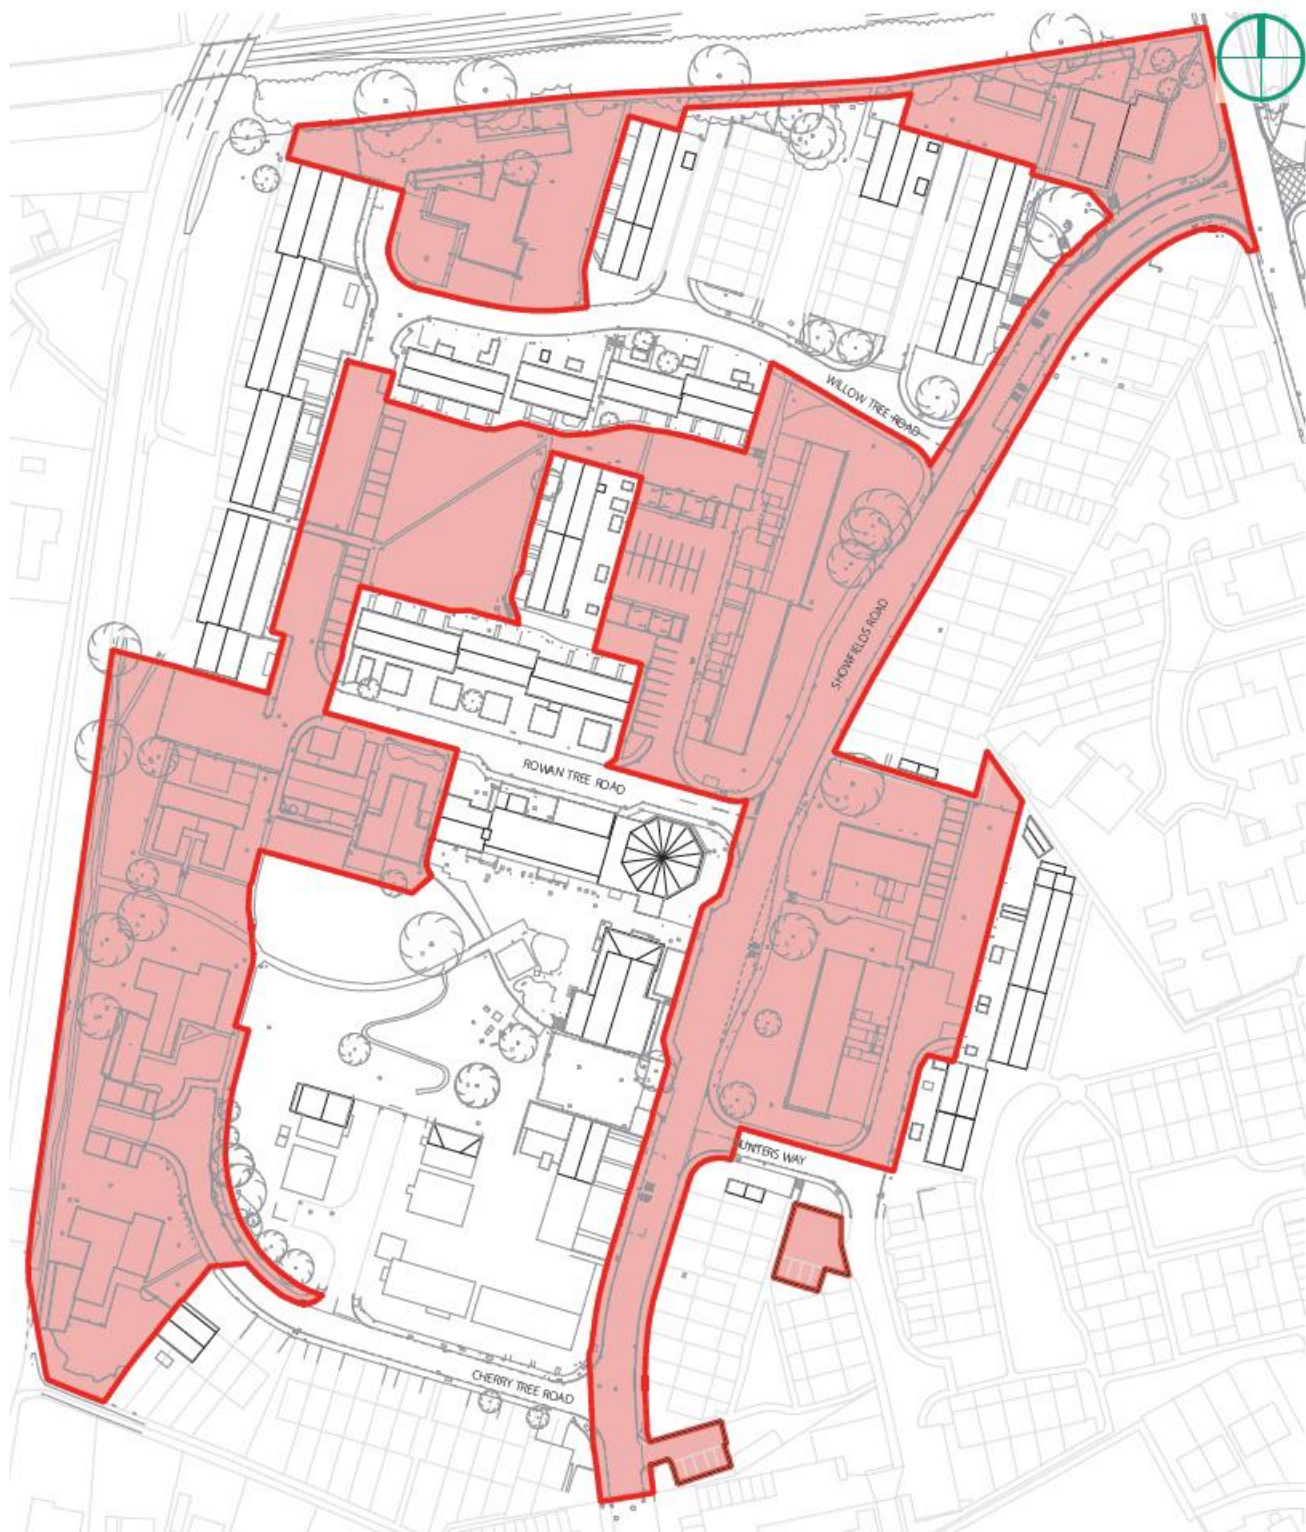 WILLOW TREE ROAD
SHOWFIELDS ROAD
ROWAN TREE ROAD
UNTERS WAY
CHERRY TREE ROAD